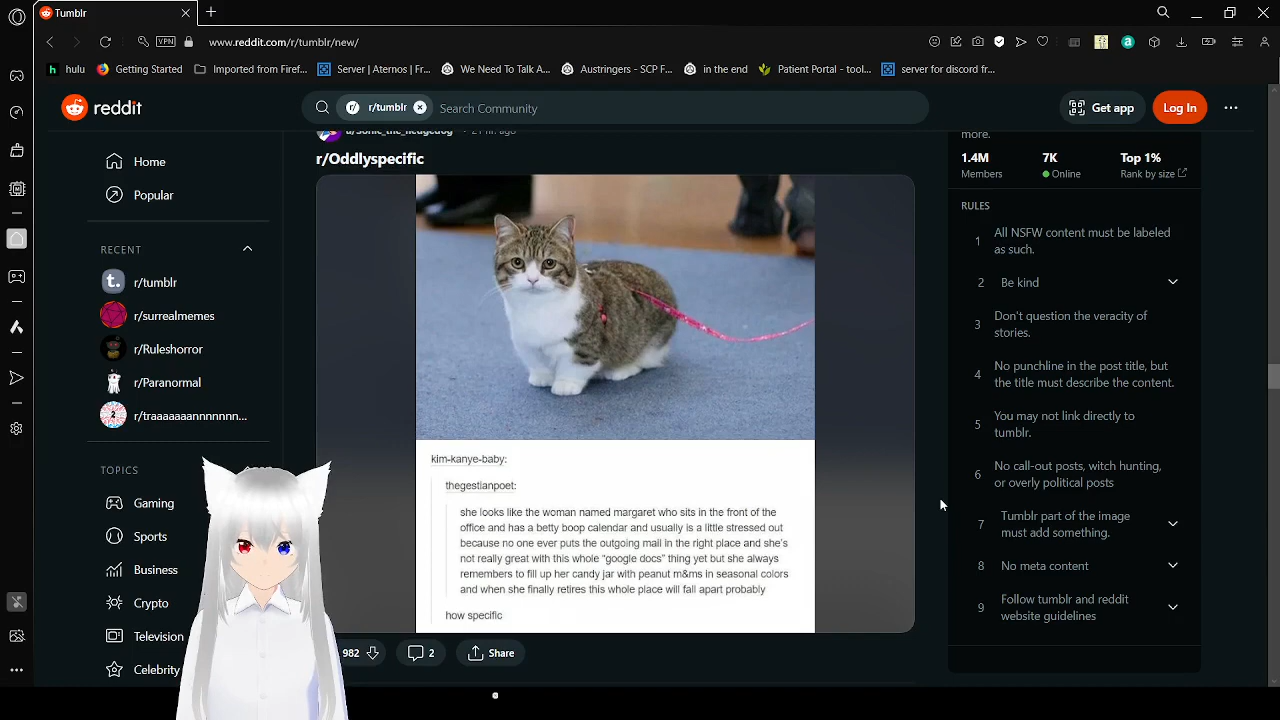 Tumblr
VPN
www.reddit.com/r/tumblr/new/
hulu
Getting Started
Imported from Firef...
Server | Aternos | Fr...
We Need To Talk A...
Austringers - SCP F...
in the end
Patient Portal - tool...
server for discord fr...
reddit
r/tumblr
Search Community
Get app
Log In
Home
Popular
RECENT
r/tumblr
r/surrealmemes
r/Ruleshorror
r/Paranormal
r/traaaaaaannnnnnn...
TOPICS
Gaming
Sports
Business
Crypto
Television
Celebrity
u/Sonic_the_hedgedog • 21 hr. ago
r/Oddlyspecific
kim-kanye-baby:
thegestianpoet:
she looks like the woman named margaret who sits in the front of the
office and has a betty boop calendar and usually is a little stressed out
because no one ever puts the outgoing mail in the right place and she's
not really great with this whole "google docs" thing yet but she always
remembers to fill up her candy jar with peanut m&ms in seasonal colors
and when she finally retires this whole place will fall apart probably
how specific
982
2
Share
more.
1.4M
7K
Top 1%
Members
Online
Rank by size
RULES
1 All NSFW content must be labeled
as such.
2 Be kind
3 Don't question the veracity of
stories.
4 No punchline in the post title, but
the title must describe the content.
5 You may not link directly to
tumblr.
6 No call-out posts, witch hunting,
or overly political posts
7 Tumblr part of the image
must add something.
8 No meta content
9 Follow tumblr and reddit
website guidelines